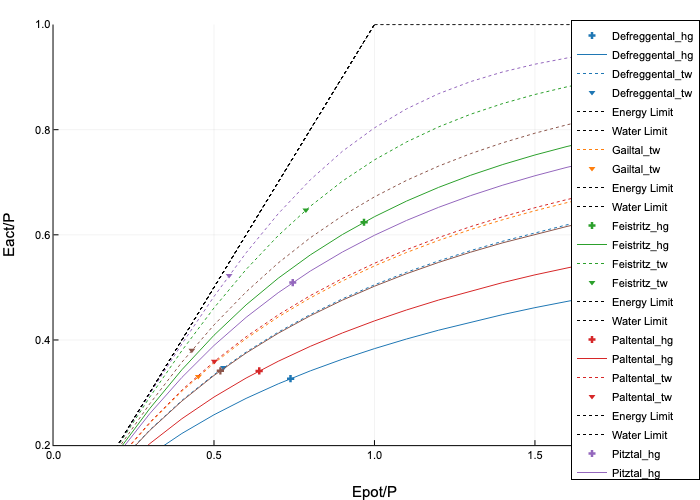 1.0
0.8
0.6
0.4
0.2
Eact/P
0.0
0.5
1.0
1.5
Epot/P
Defreggental_hg
Defreggental_hg
Defreggental_tw
Defreggental_tw
Energy Limit
Water Limit
Gailtal_tw
Gailtal_tw
Energy Limit
Water Limit
Feistritz_hg
Feistritz_hg
Feistritz_tw
Feistritz_tw
Energy Limit
Water Limit
Paltental_hg
Paltental_hg
Paltental_tw
Paltental_tw
Energy Limit
Water Limit
Pitztal_hg
Pitztal_hg